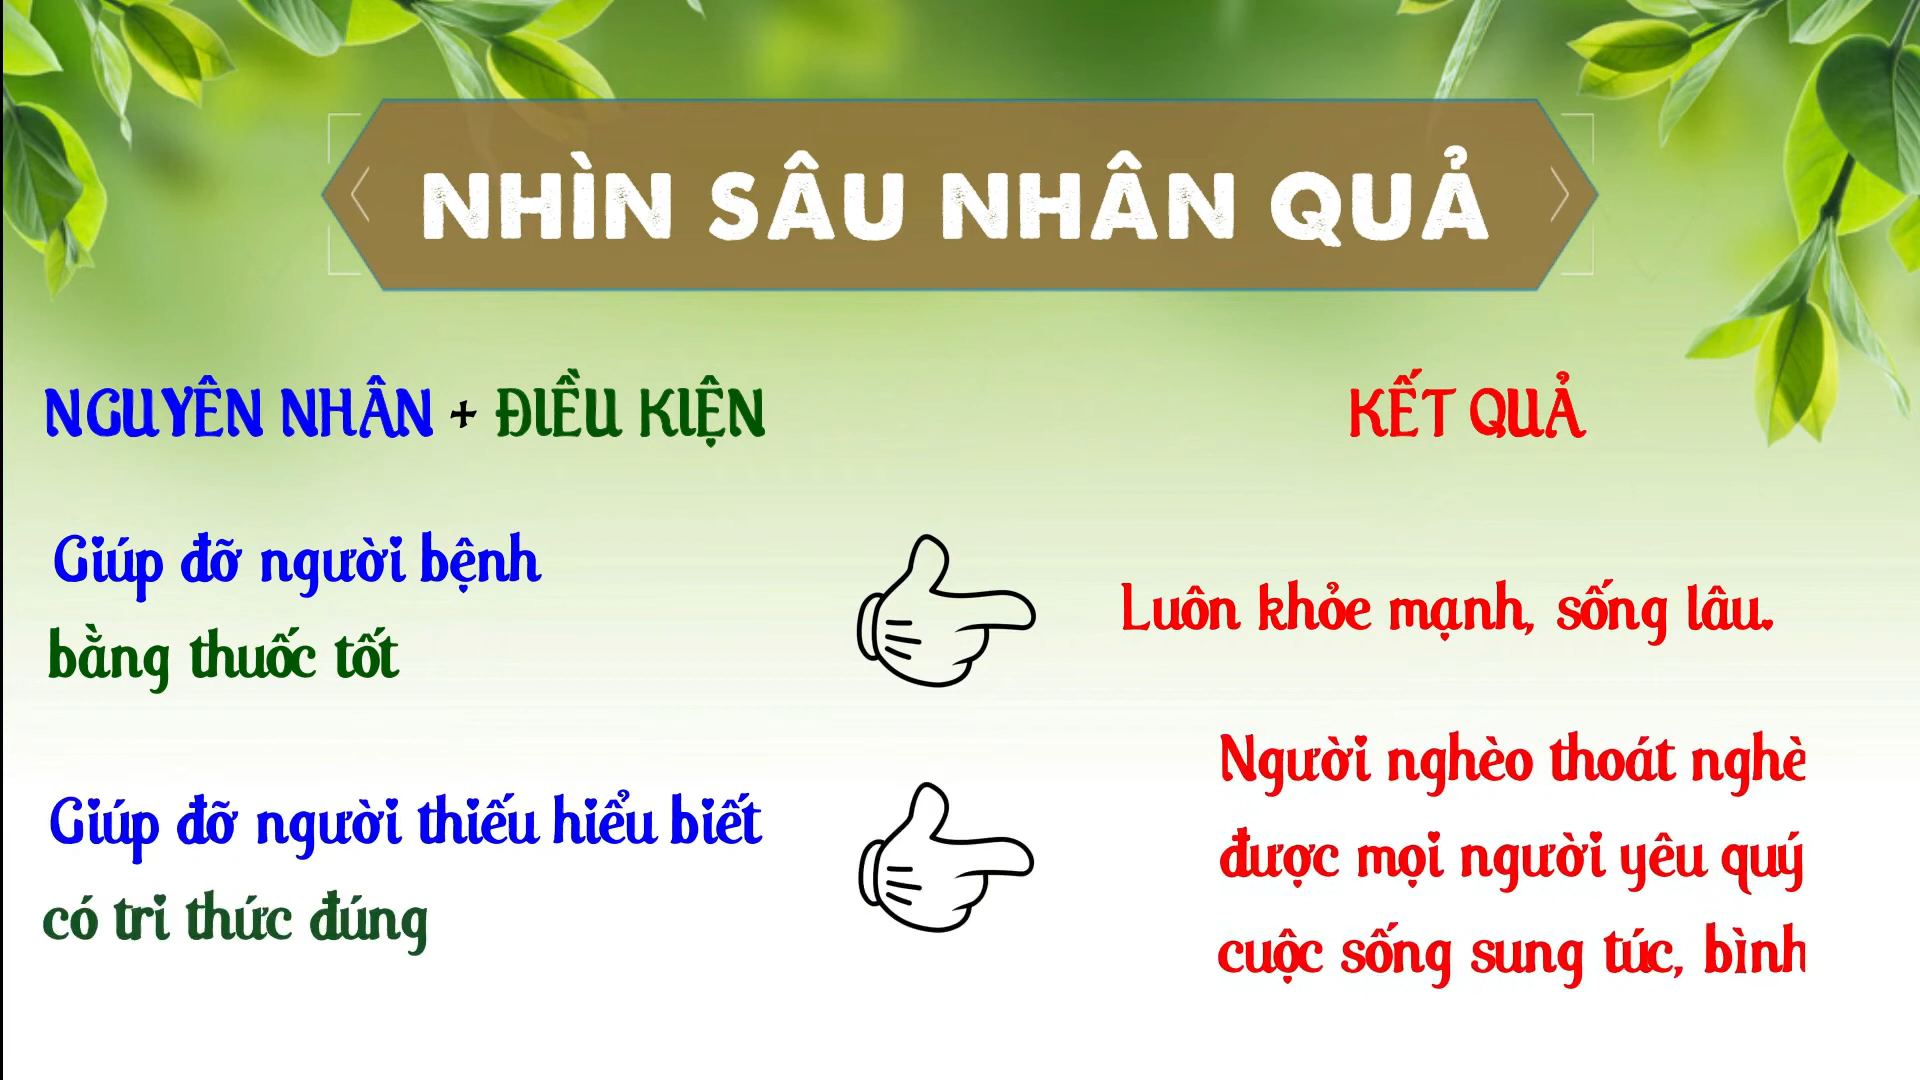 NHÌN SÂU NHÂN QUẢ
NGUYÊN NHÂN + ĐIỀU KIỆN
KẾT QUẢ
Giúp đỡ người bệnh
bằng thuốc tốt
Luôn khỏe mạnh, sống lâu.
Giúp đỡ người thiếu hiểu biết
có tri thức đúng
Người nghèo thoát nghè
được mọi người yêu quý
cuộc sống sung túc, bình